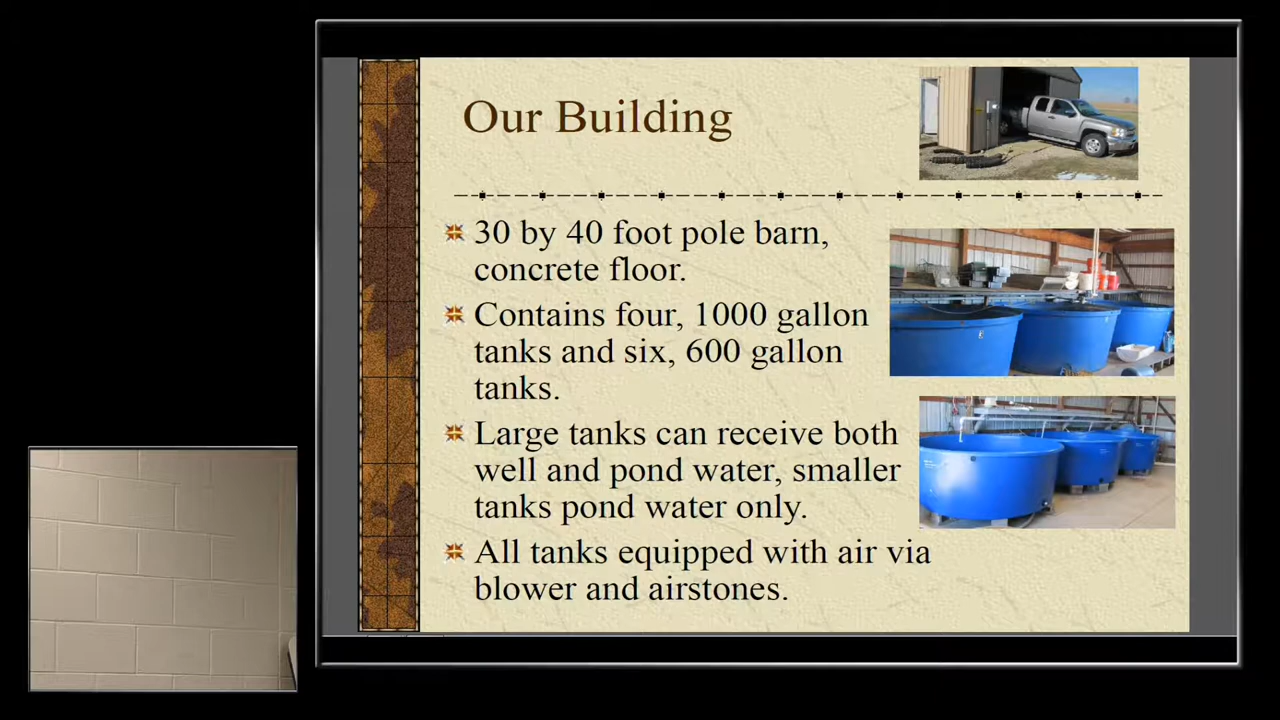 Our Building
30 by 40 foot pole barn,
concrete floor.
Contains four, 1000 gallon
tanks and six, 600 gallon
tanks.
Large tanks can receive both
well and pond water, smaller
tanks pond water only.
All tanks equipped with air via
blower and airstones.